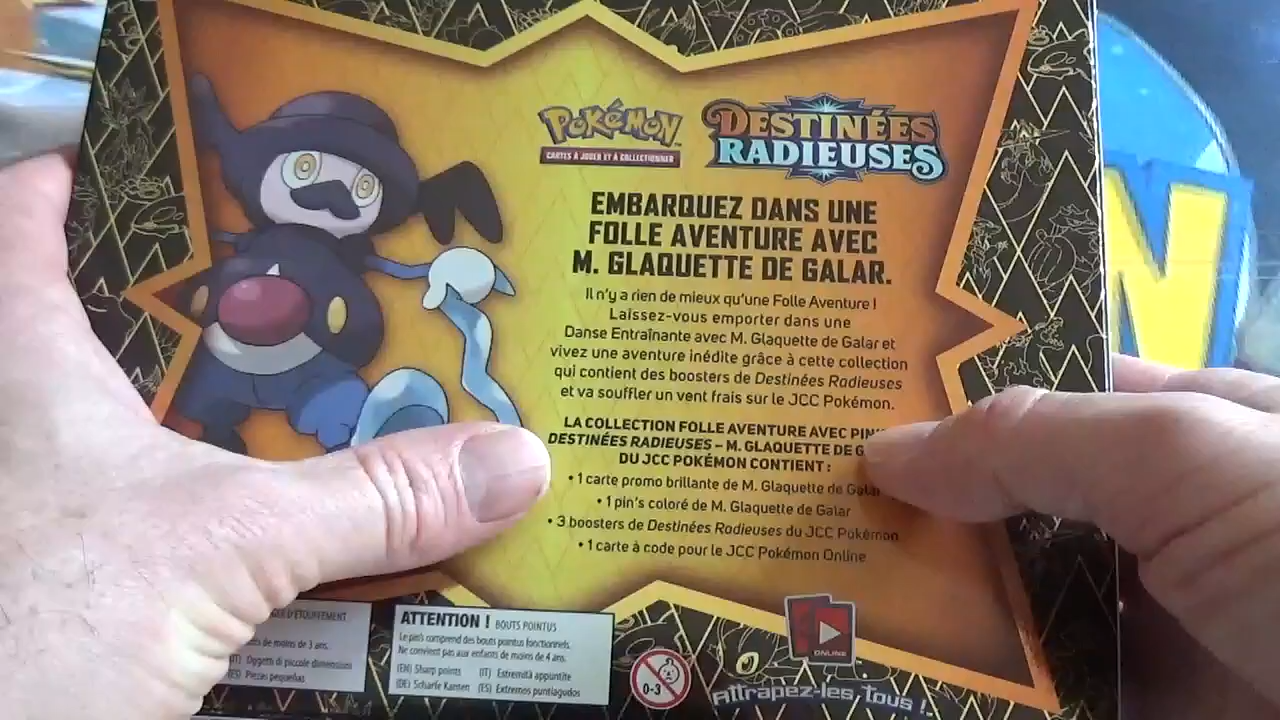 POKÉMON
CARTES À JOUER ET À COLLECTIONNER
DESTINÉES
RADIEUSES
EMBARQUEZ DANS UNE
FOLLE AVENTURE AVEC
M. GLAQUETTE DE GALAR.
Il n'y a rien de mieux qu'une Folle Aventure !
Laissez-vous emporter dans une
Danse Entraînante avec M. Glaquette de Galar et
vivez une aventure inédite grâce à cette collection
qui contient des boosters de Destinées Radieuses
et va souffler un vent frais sur le JCC Pokémon.
LA COLLECTION FOLLE AVENTURE AVEC PIN'
DESTINÉES RADIEUSES – M. GLAQUETTE DE G
DU JCC POKÉMON CONTIENT :
• 1 carte promo brillante de M. Glaquette de Galar
• 1 pin's coloré de M. Glaquette de Galar
• 3 boosters de Destinées Radieuses du JCC Pokémon
• 1 carte à code pour le JCC Pokémon Online
D'ÉTOUFFEMENT
de moins de 3 ans.
(IT) Oggetti di piccole dimensioni
(ES) Piezas pequeñas
ATTENTION ! BOUTS POINTUS
Le pin's comprend des bouts pointus fonctionnels.
Ne convient pas aux enfants de moins de 4 ans.
(EN) Sharp points (IT) Estremità appuntite
(DE) Scharfe Kanten (ES) Extremos puntiagudos
0-3
ONLINE
Attrapez-les tous !
N